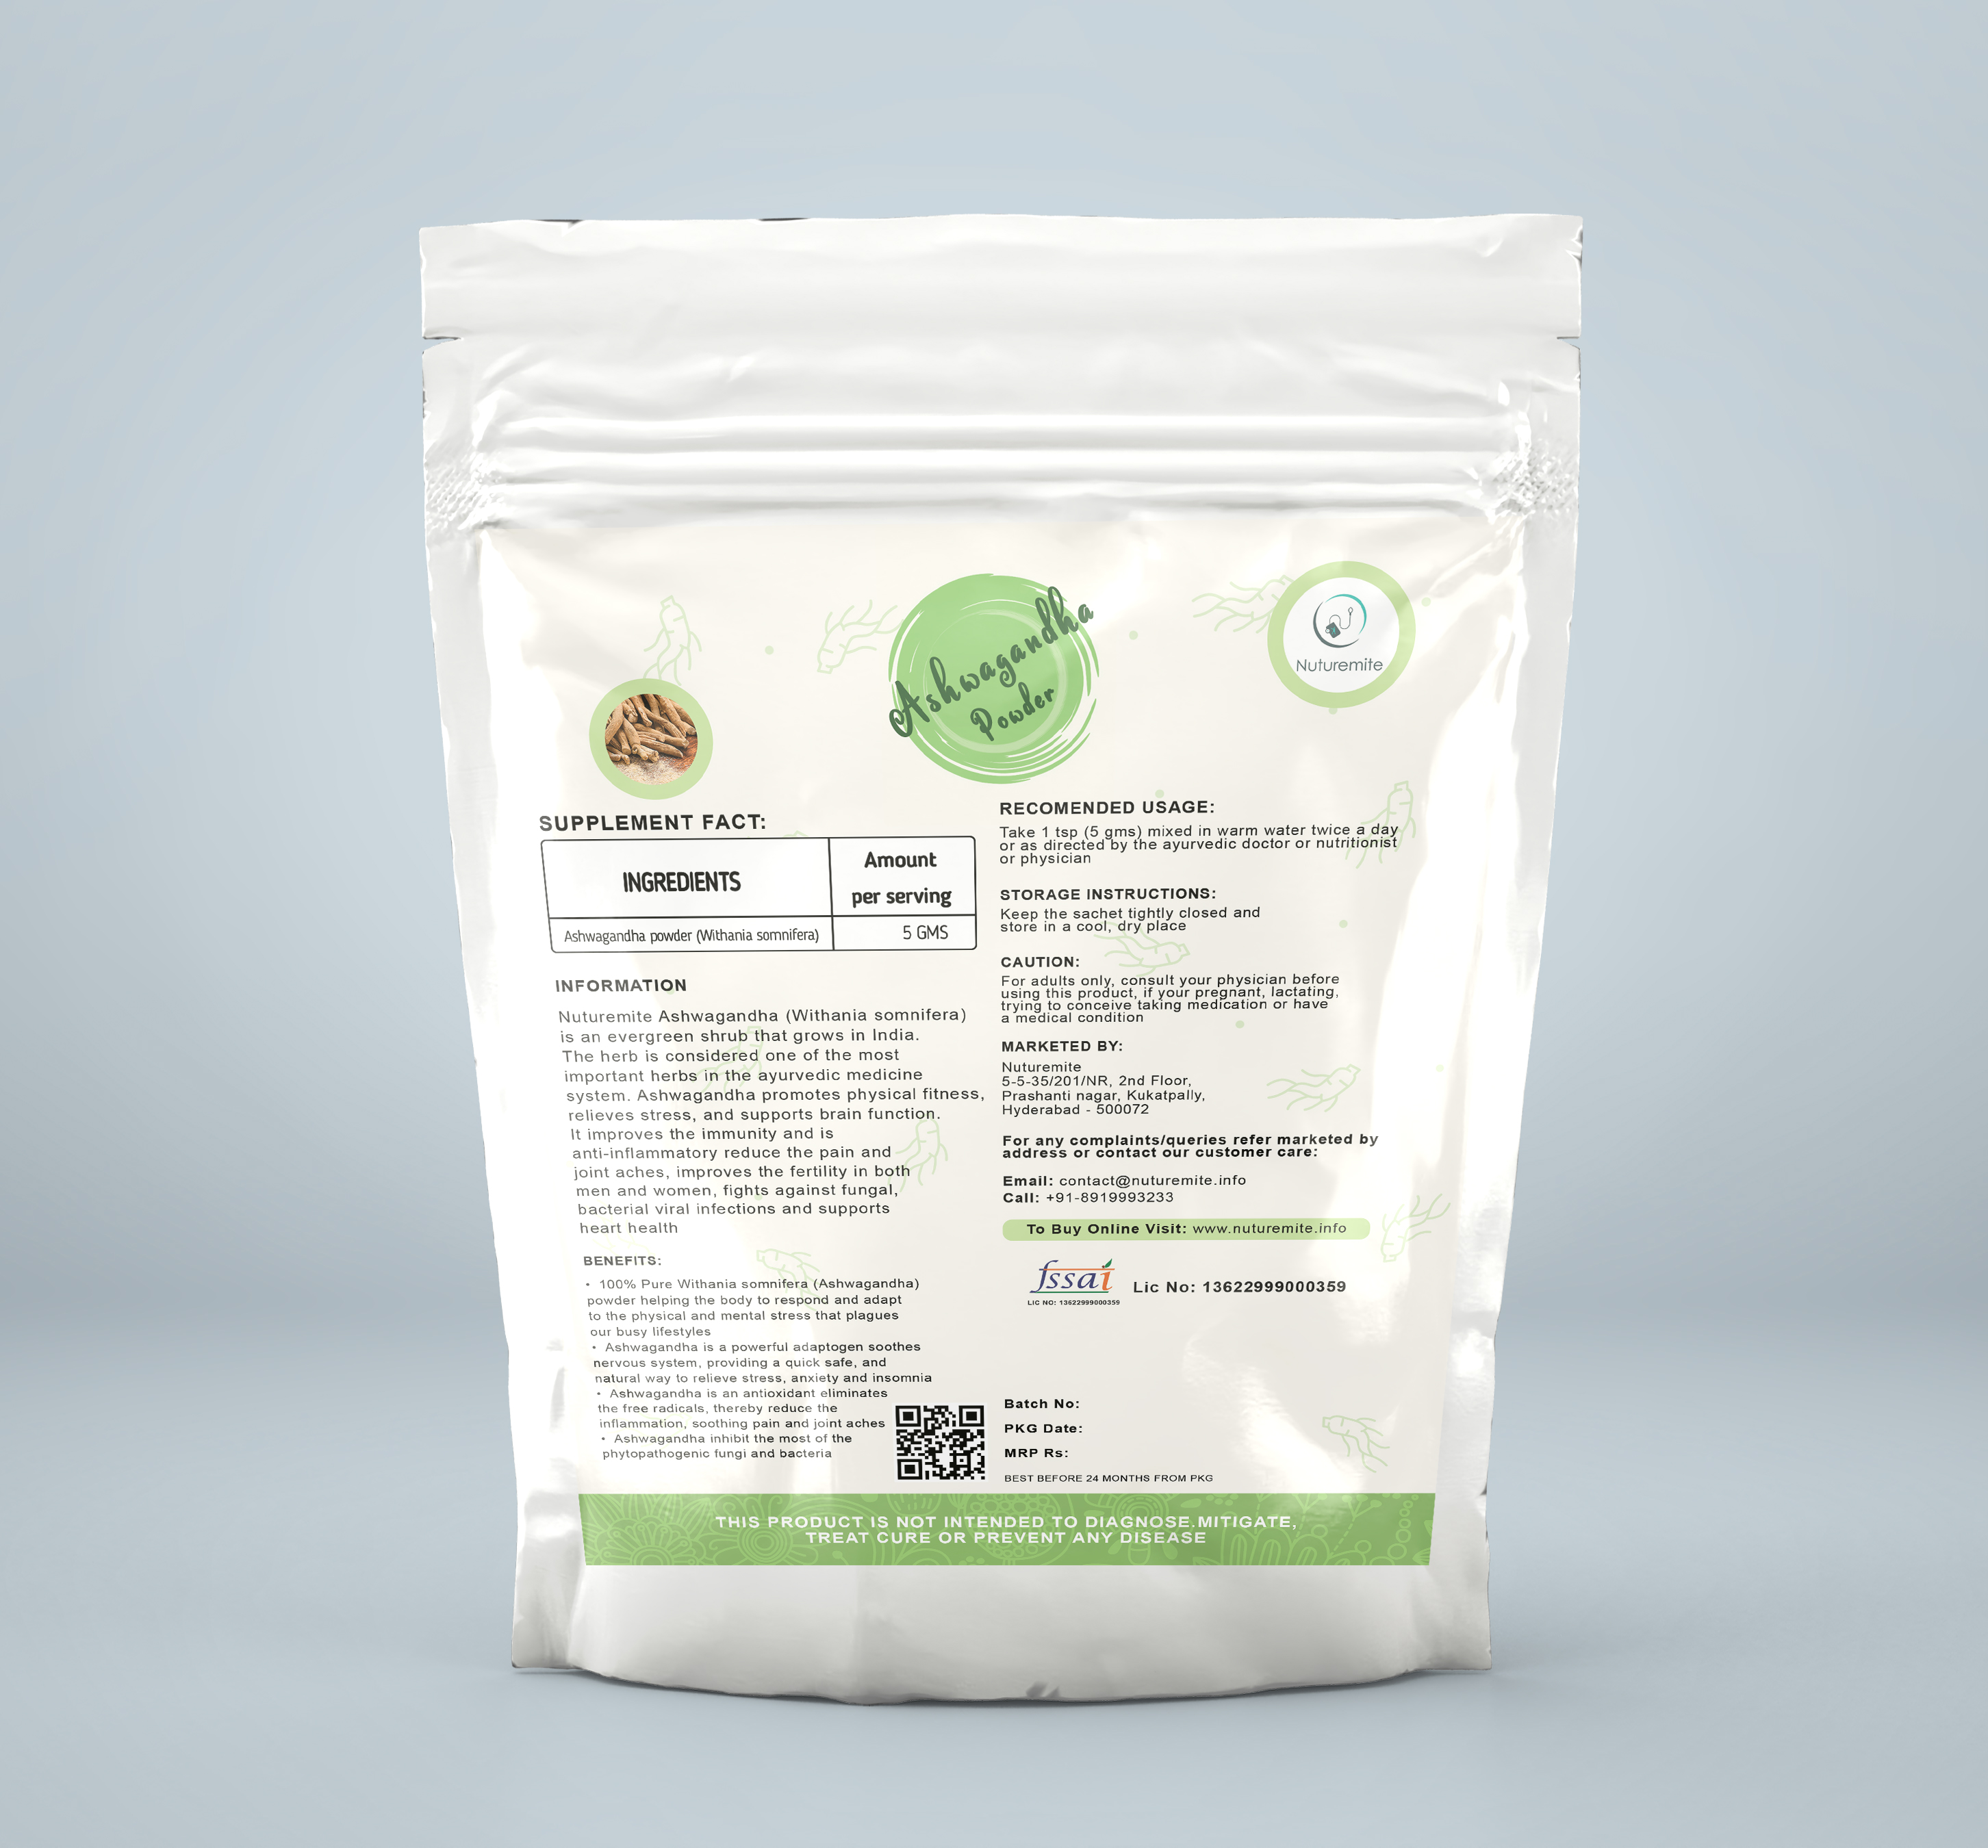 Ashwagandha
Powder
Nuturemite
SUPPLEMENT FACT:
INGREDIENTS
Amount
per serving
Ashwagandha powder (Withania somnifera)
5 GMS
INFORMATION
Nuturemite Ashwagandha (Withania somnifera)
is an evergreen shrub that grows in India.
The herb is considered one of the most
important herbs in the ayurvedic medicine
system. Ashwagandha promotes physical fitness,
relieves stress, and supports brain function.
It improves the immunity and is
anti-inflammatory reduce the pain and
joint aches, improves the fertility in both
men and women, fights against fungal,
bacterial viral infections and supports
heart health
BENEFITS:
• 100% Pure Withania somnifera (Ashwagandha)
powder helping the body to respond and adapt
to the physical and mental stress that plagues
our busy lifestyles
• Ashwagandha is a powerful adaptogen soothes
nervous system, providing a quick safe, and
natural way to relieve stress, anxiety and insomnia
• Ashwagandha is an antioxidant eliminates
the free radicals, thereby reduce the
inflammation, soothing pain and joint aches
• Ashwagandha inhibit the most of the
phytopathogenic fungi and bacteria
RECOMENDED USAGE:
Take 1 tsp (5 gms) mixed in warm water twice a day
or as directed by the ayurvedic doctor or nutritionist
or physician
STORAGE INSTRUCTIONS:
Keep the sachet tightly closed and
store in a cool, dry place
CAUTION:
For adults only, consult your physician before
using this product, if your pregnant, lactating,
trying to conceive taking medication or have
a medical condition
MARKETED BY:
Nuturemite
5-5-35/201/NR, 2nd Floor,
Prashanti nagar, Kukatpally,
Hyderabad - 500072
For any complaints/queries refer marketed by
address or contact our customer care:
Email: contact@nuturemite.info
Call: +91-8919993233
To Buy Online Visit: www.nuturemite.info
fssai
LIC NO: 13622999000359
Lic No: 13622999000359
Batch No:
PKG Date:
MRP Rs:
BEST BEFORE 24 MONTHS FROM PKG
THIS PRODUCT IS NOT INTENDED TO DIAGNOSE.MITIGATE,
TREAT CURE OR PREVENT ANY DISEASE